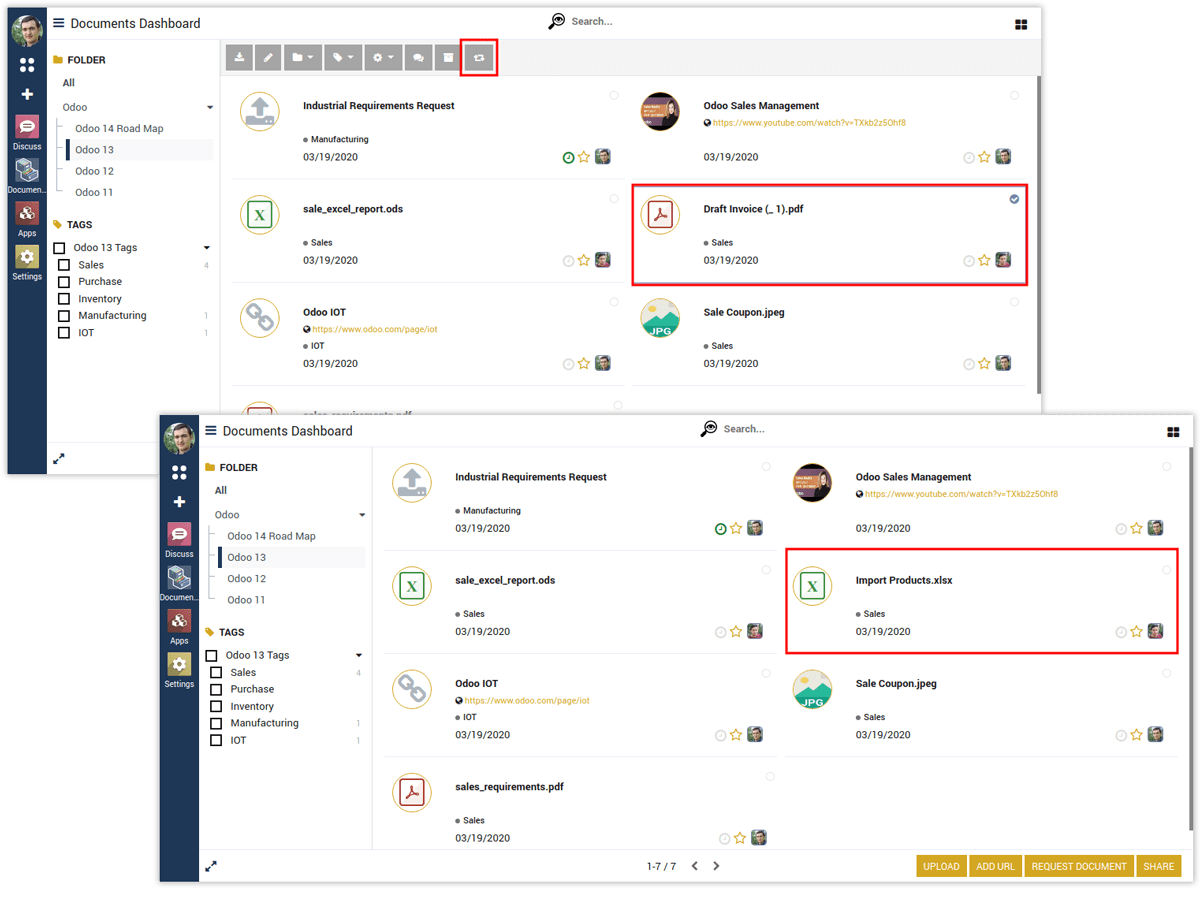 Documents Dashboard
Search...
FOLDER
All
Odoo
Odoo 14 Road Map
Odoo 13
Odoo 12
Odoo 11
TAGS
Odoo 13 Tags
Sales 4
Purchase
Inventory
Manufacturing 1
IOT 1
Discuss
Documen...
Apps
Settings
Industrial Requirements Request
Manufacturing
03/19/2020
Odoo Sales Management
https://www.youtube.com/watch?v=TXkb2z5Ohf8
03/19/2020
X
sale_excel_report.ods
Sales
03/19/2020
Draft Invoice (_ 1).pdf
Sales
03/19/2020
Odoo IOT
https://www.odoo.com/page/iot
IOT
03/19/2020
JPG
Sale Coupon.jpeg
Sales
03/19/2020
sales_requirements.pdf
Documents Dashboard
Search...
FOLDER
All
Odoo
Odoo 14 Road Map
Odoo 13
Odoo 12
Odoo 11
TAGS
Odoo 13 Tags
Sales 4
Purchase
Inventory
Manufacturing 1
IOT 1
Discuss
Documen...
Apps
Settings
Industrial Requirements Request
Manufacturing
03/19/2020
Odoo Sales Management
https://www.youtube.com/watch?v=TXkb2z5Ohf8
03/19/2020
X
sale_excel_report.ods
Sales
03/19/2020
X
Import Products.xlsx
Sales
03/19/2020
Odoo IOT
https://www.odoo.com/page/iot
IOT
03/19/2020
JPG
Sale Coupon.jpeg
Sales
03/19/2020
sales_requirements.pdf
Sales
03/19/2020
1-7 / 7
UPLOAD
ADD URL
REQUEST DOCUMENT
SHARE